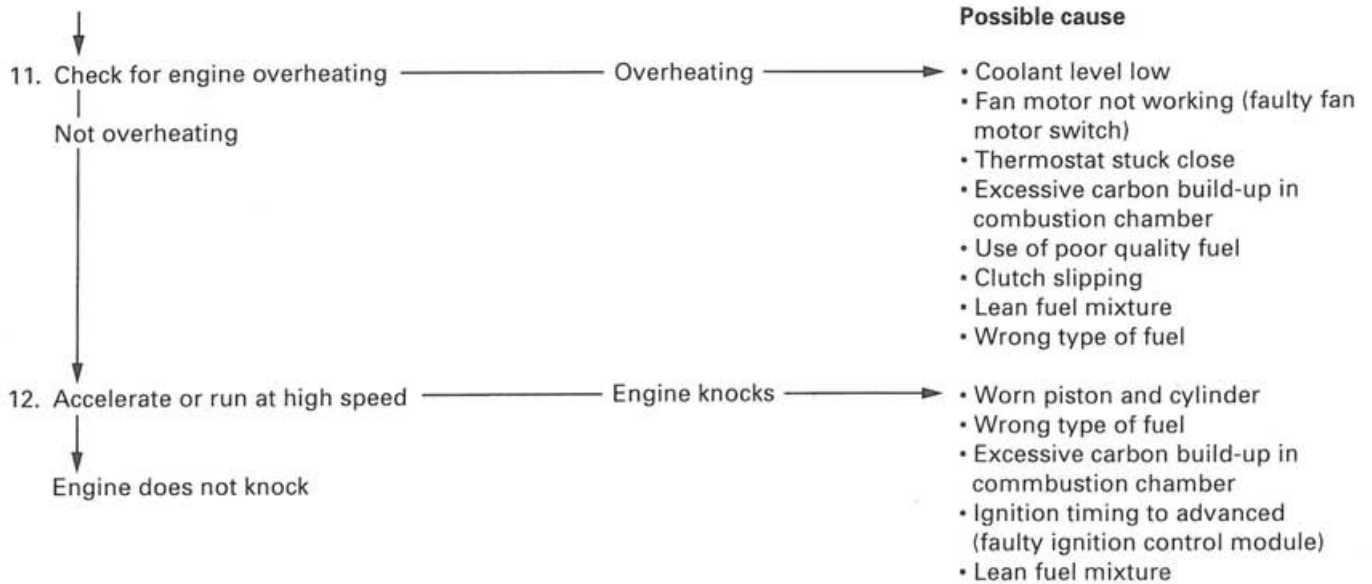 Possible cause
11. Check for engine overheating
Overheating
• Coolant level low
• Fan motor not working (faulty fan
motor switch)
• Thermostat stuck close
• Excessive carbon build-up in
combustion chamber
• Use of poor quality fuel
• Clutch slipping
• Lean fuel mixture
• Wrong type of fuel
Not overheating
12. Accelerate or run at high speed
Engine knocks
• Worn piston and cylinder
• Wrong type of fuel
• Excessive carbon build-up in
commbustion chamber
• Ignition timing to advanced
(faulty ignition control module)
• Lean fuel mixture
Engine does not knock